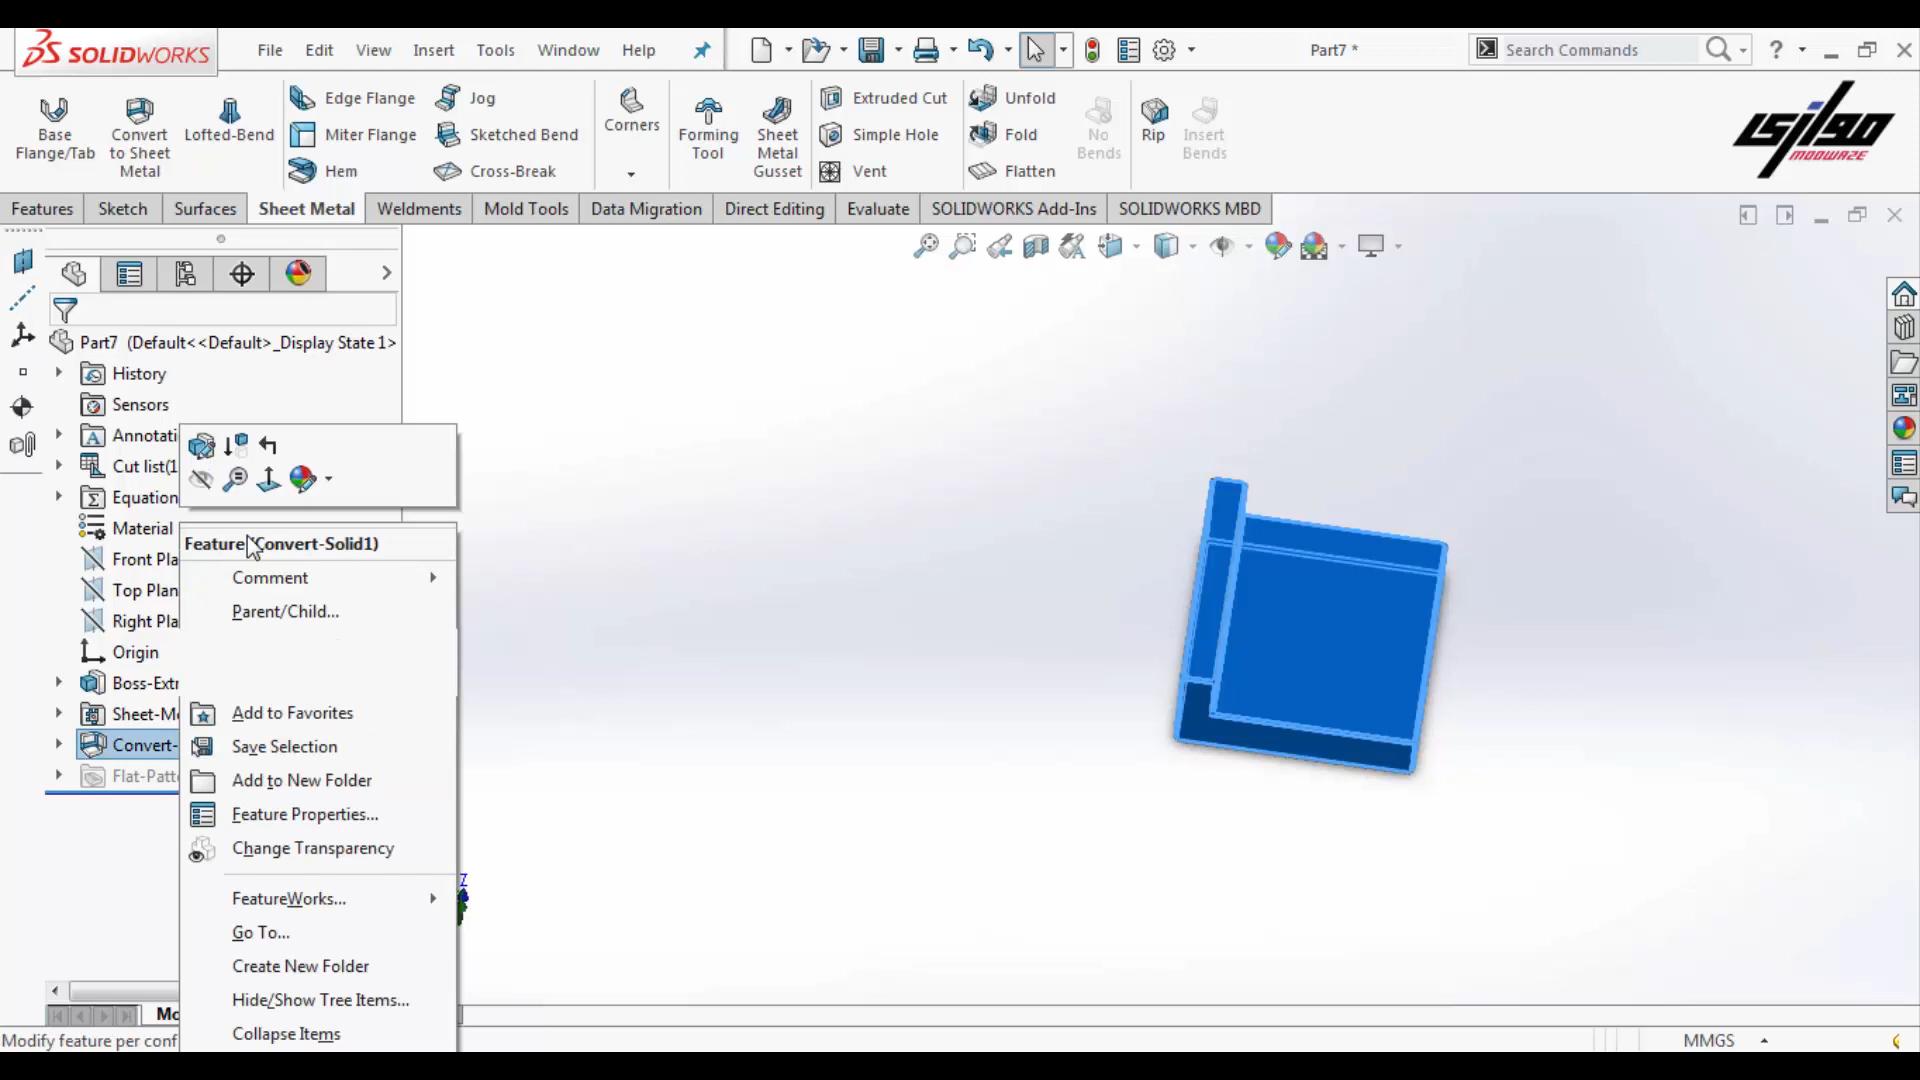 SOLIDWORKS
File Edit View Insert Tools Window Help
Part7 *
Search Commands
?
Base Flange/Tab
Convert to Sheet Metal
Lofted-Bend
Edge Flange
Miter Flange
Hem
Jog
Sketched Bend
Cross-Break
Corners
Forming Tool
Sheet Metal Gusset
Extruded Cut
Simple Hole
Vent
Unfold
Fold
Flatten
No Bends
Rip
Insert Bends
موازي
MOOWAZE
Features Sketch Surfaces Sheet Metal Weldments Mold Tools Data Migration Direct Editing Evaluate SOLIDWORKS Add-Ins SOLIDWORKS MBD
Part7 (Default<<Default>_Display State 1>
History
Sensors
Annotati
Cut list(1
Equation
Material
Front Pla
Top Plan
Right Pla
Origin
Boss-Extr
Sheet-Me
Convert-
Flat-Patte
Feature (Convert-Solid1)
Comment
Parent/Child...
Add to Favorites
Save Selection
Add to New Folder
Feature Properties...
Change Transparency
FeatureWorks...
Go To...
Create New Folder
Hide/Show Tree Items...
Collapse Items
Z
Mo
Modify feature per conf
MMGS